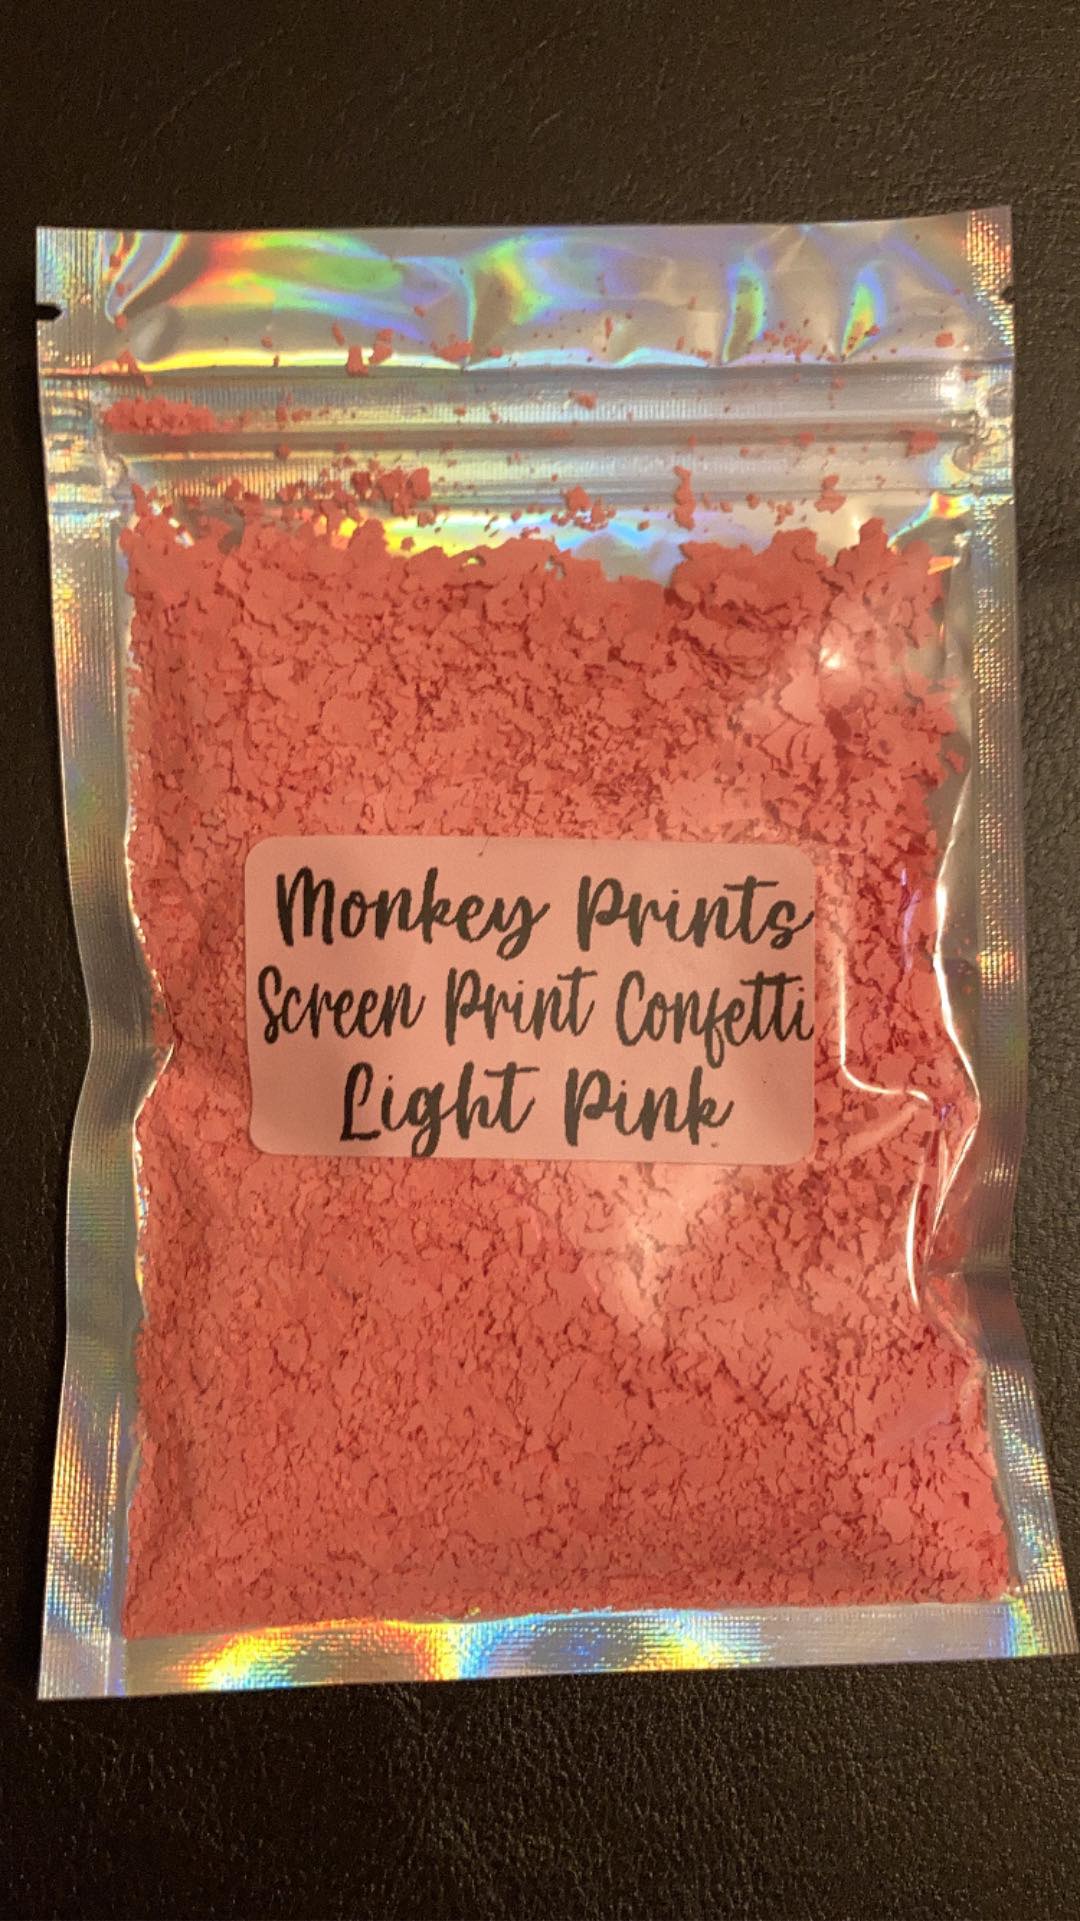 Monkey Prints
Screen Print Confetti
Light Pink